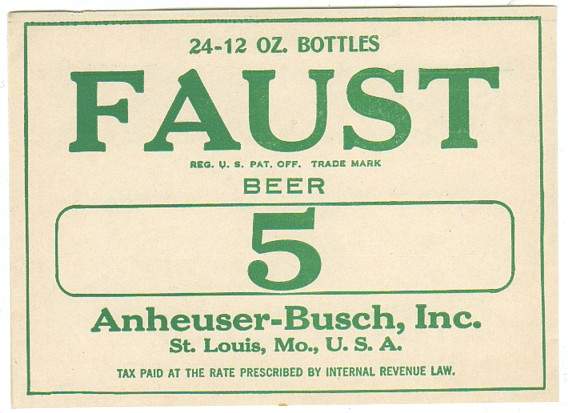 24-12 OZ. BOTTLES
FAUST
REG. U. S. PAT. OFF. TRADE MARK
BEER
5
Anheuser-Busch, Inc.
St. Louis, Mo., U. S. A.
TAX PAID AT THE RATE PRESCRIBED BY INTERNAL REVENUE LAW.